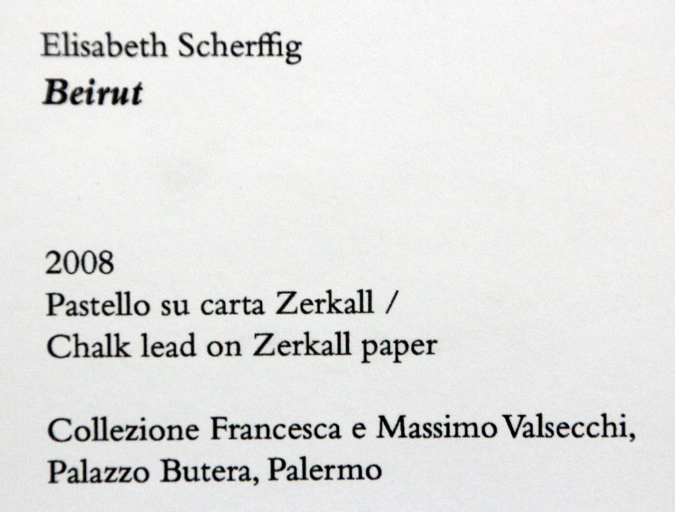 Elisabeth Scherffig
Beirut
2008
Pastello su carta Zerkall /
Chalk lead on Zerkall paper
Collezione Francesca e Massimo Valsecchi,
Palazzo Butera, Palermo